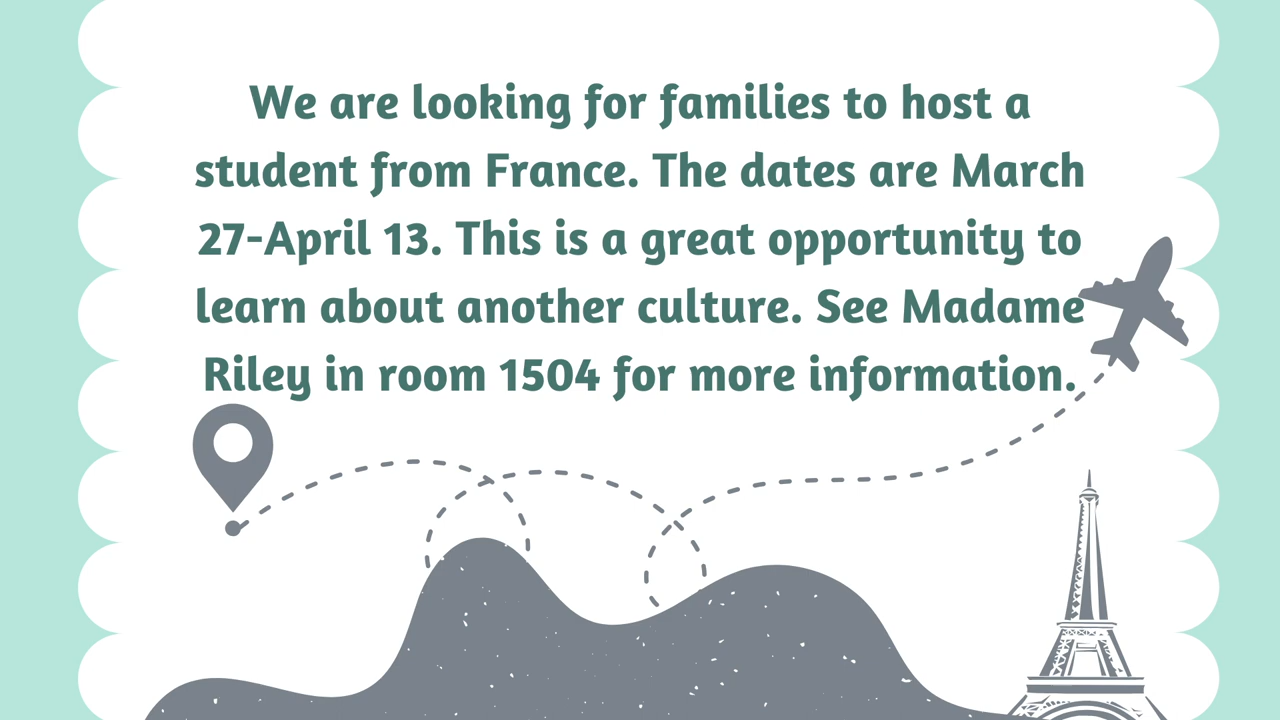 We are looking for families to host a
student from France. The dates are March
27-April 13. This is a great opportunity to
learn about another culture. See Madame
Riley in room 1504 for more information.